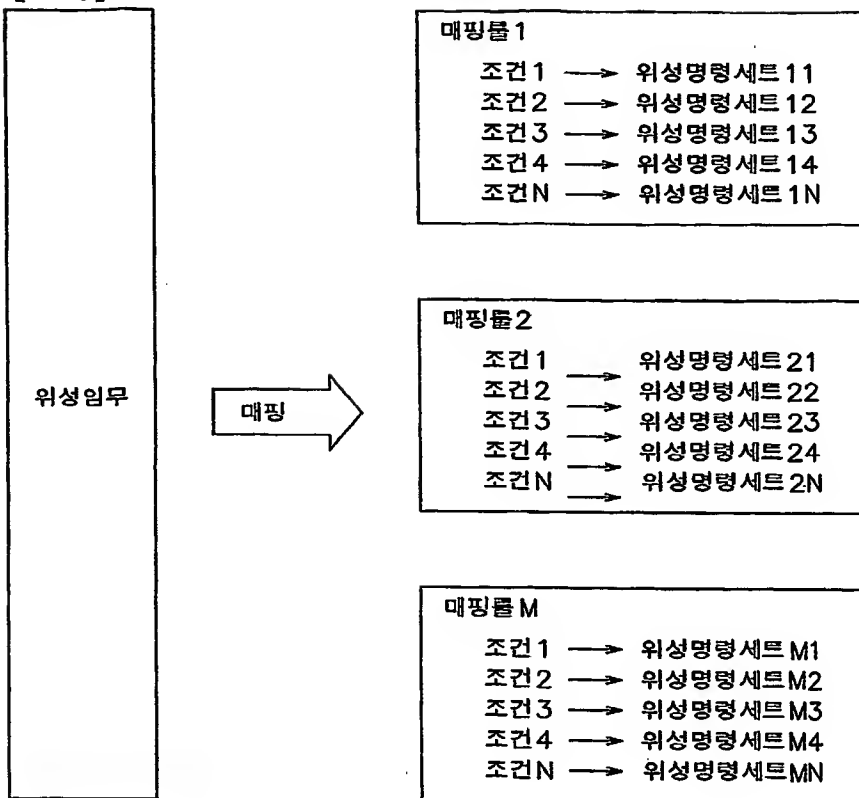 위성임무
매핑
매핑룰1
조건1 → 위성명령세트11
조건2 → 위성명령세트12
조건3 → 위성명령세트13
조건4 → 위성명령세트14
조건N → 위성명령세트1N
매핑룰2
조건1 → 위성명령세트21
조건2 → 위성명령세트22
조건3 → 위성명령세트23
조건4 → 위성명령세트24
조건N → 위성명령세트2N
매핑룰M
조건1 → 위성명령세트M1
조건2 → 위성명령세트M2
조건3 → 위성명령세트M3
조건4 → 위성명령세트M4
조건N → 위성명령세트MN